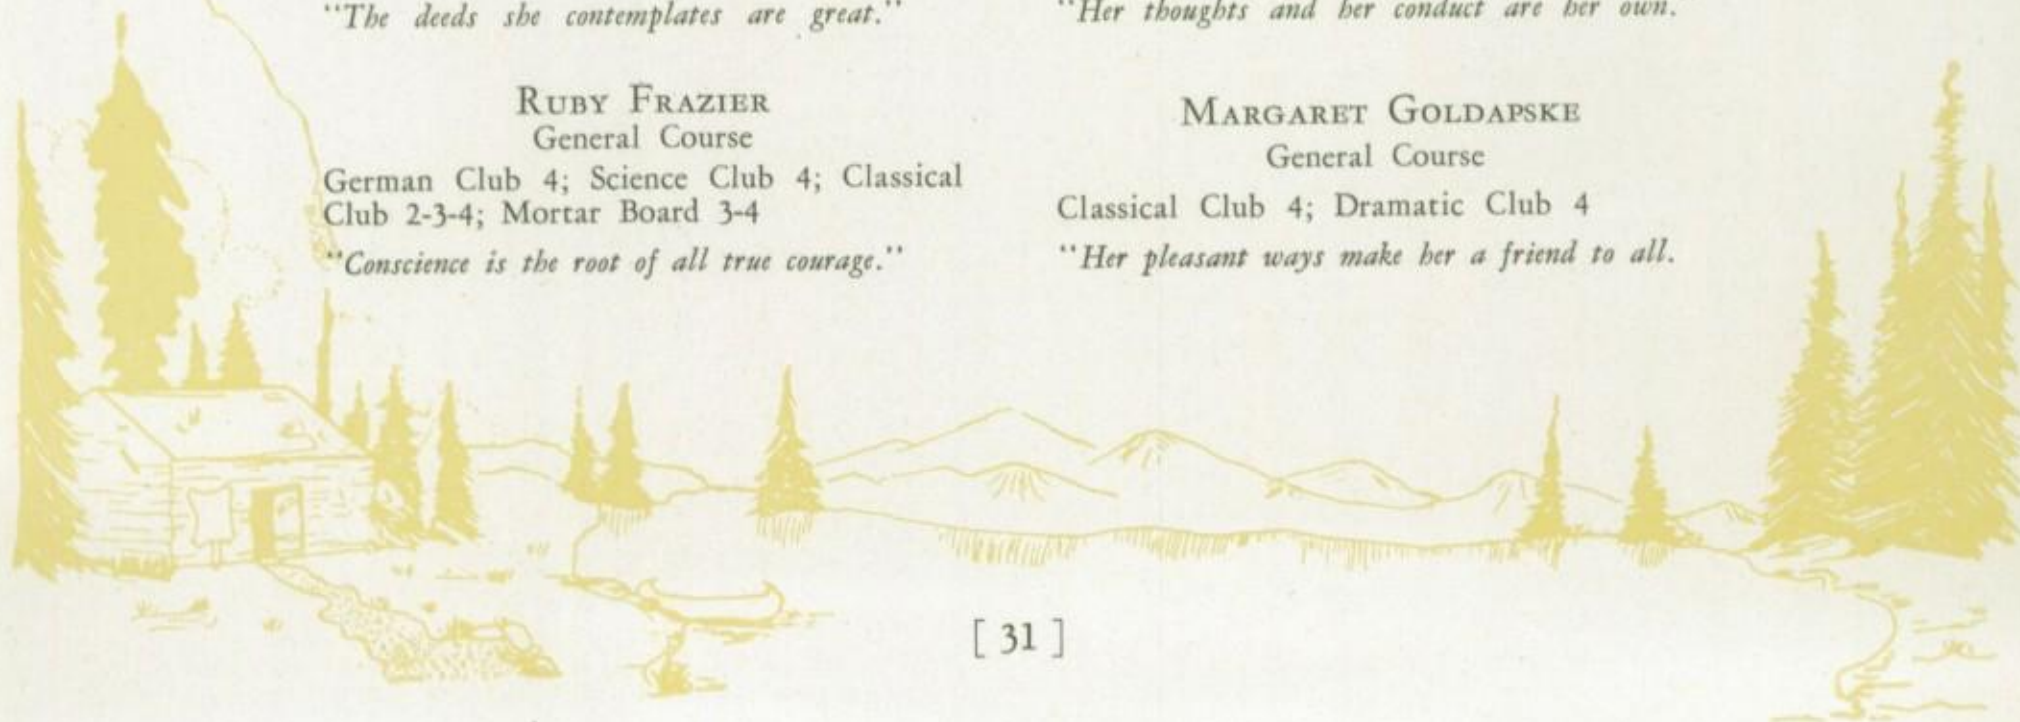 "The deeds she contemplates are great."
RUBY FRAZIER
General Course
German Club 4; Science Club 4; Classical
Club 2-3-4; Mortar Board 3-4
"Conscience is the root of all true courage."
"Her thoughts and her conduct are her own.
MARGARET GOLDAPSKE
General Course
Classical Club 4; Dramatic Club 4
"Her pleasant ways make her a friend to all.
[ 31 ]